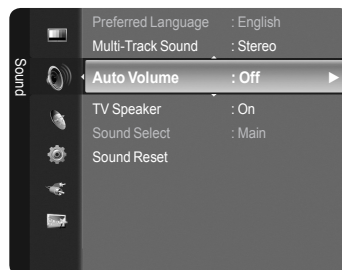 Sound
Preferred Language : English
Multi-Track Sound : Stereo
Auto Volume : Off
TV Speaker : On
Sound Select : Main
Sound Reset